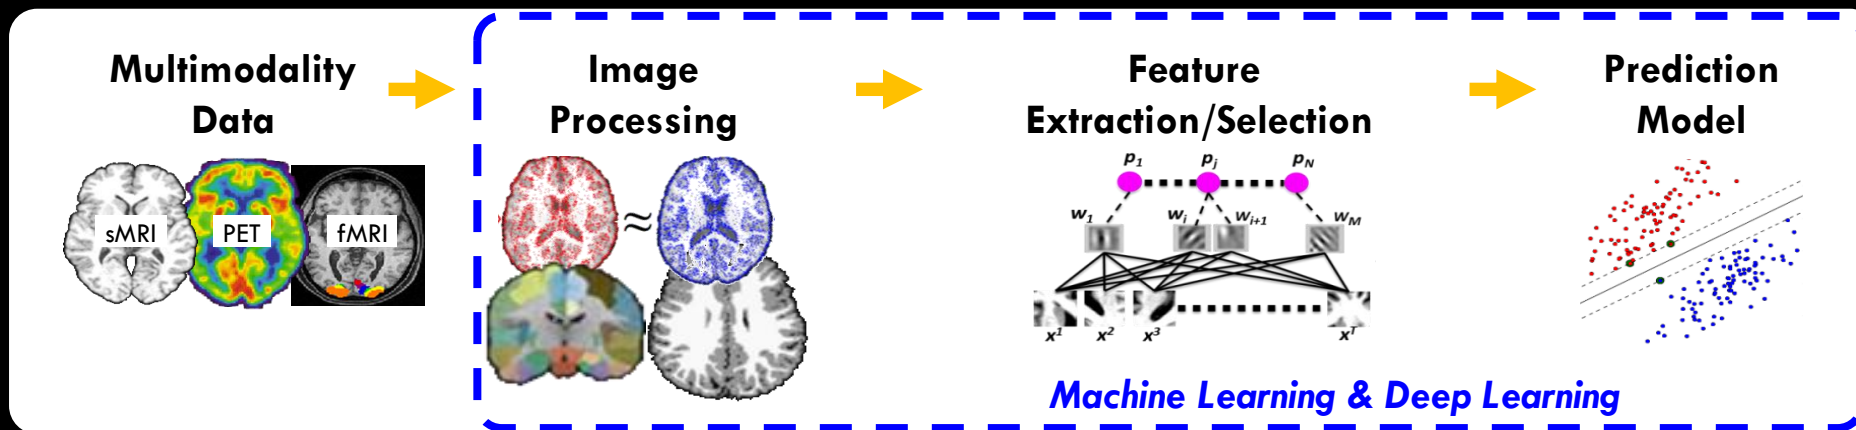 Multimodality
Data
sMRI
PET
fMRI
Image
Processing
≈
Feature
Extraction/Selection
p1
pj
pN
w1
wi
wi+1
wM
x1
x2
x3
xT
Prediction
Model
Machine Learning & Deep Learning